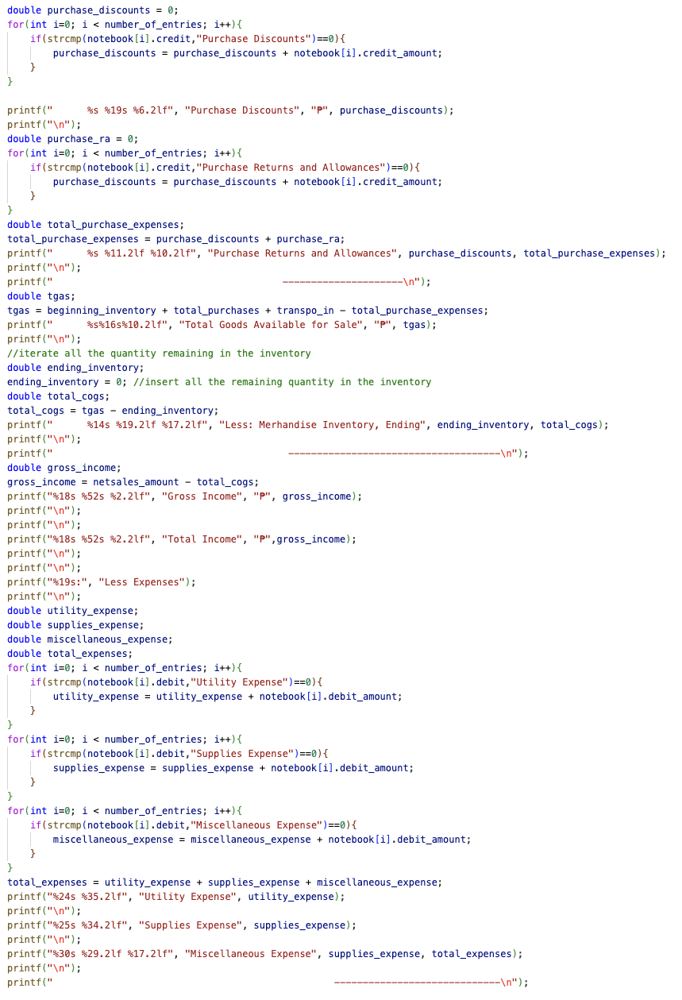 double purchase_discounts = 0;
for(int i=0; i < number_of_entries; i++){
    if(strcmp(notebook[i].credit,"Purchase Discounts")==0){
        purchase_discounts = purchase_discounts + notebook[i].credit_amount;
    }
}

printf("      %s %19s %6.2lf", "Purchase Discounts", "₱", purchase_discounts);
printf("\n");
double purchase_ra = 0;
for(int i=0; i < number_of_entries; i++){
    if(strcmp(notebook[i].credit,"Purchase Returns and Allowances")==0){
        purchase_discounts = purchase_discounts + notebook[i].credit_amount;
    }
}
double total_purchase_expenses;
total_purchase_expenses = purchase_discounts + purchase_ra;
printf("      %s %11.2lf %10.2lf", "Purchase Returns and Allowances", purchase_discounts, total_purchase_expenses);
printf("\n");
printf("                                        ---------------------\n");
double tgas;
tgas = beginning_inventory + total_purchases + transpo_in - total_purchase_expenses;
printf("      %s%16s%10.2lf", "Total Goods Available for Sale", "₱", tgas);
printf("\n");
//iterate all the quantity remaining in the inventory
double ending_inventory;
ending_inventory = 0; //insert all the remaining quantity in the inventory
double total_cogs;
total_cogs = tgas - ending_inventory;
printf("      %14s %19.2lf %17.2lf", "Less: Merhandise Inventory, Ending", ending_inventory, total_cogs);
printf("\n");
printf("                                         -------------------------------------\n");
double gross_income;
gross_income = netsales_amount - total_cogs;
printf("%18s %52s %2.2lf", "Gross Income", "₱", gross_income);
printf("\n");
printf("\n");
printf("%18s %52s %2.2lf", "Total Income", "₱",gross_income);
printf("\n");
printf("\n");
printf("%19s:", "Less Expenses");
printf("\n");
double utility_expense;
double supplies_expense;
double miscellaneous_expense;
double total_expenses;
for(int i=0; i < number_of_entries; i++){
    if(strcmp(notebook[i].debit,"Utility Expense")==0){
        utility_expense = utility_expense + notebook[i].debit_amount;
    }
}
for(int i=0; i < number_of_entries; i++){
    if(strcmp(notebook[i].debit,"Supplies Expense")==0){
        supplies_expense = supplies_expense + notebook[i].debit_amount;
    }
}
for(int i=0; i < number_of_entries; i++){
    if(strcmp(notebook[i].debit,"Miscellaneous Expense")==0){
        miscellaneous_expense = miscellaneous_expense + notebook[i].debit_amount;
    }
}
total_expenses = utility_expense + supplies_expense + miscellaneous_expense;
printf("%24s %35.2lf", "Utility Expense", utility_expense);
printf("\n");
printf("%25s %34.2lf", "Supplies Expense", supplies_expense);
printf("\n");
printf("%30s %29.2lf %17.2lf", "Miscellaneous Expense", supplies_expense, total_expenses);
printf("\n");
printf("                                                 -----------------------------\n");